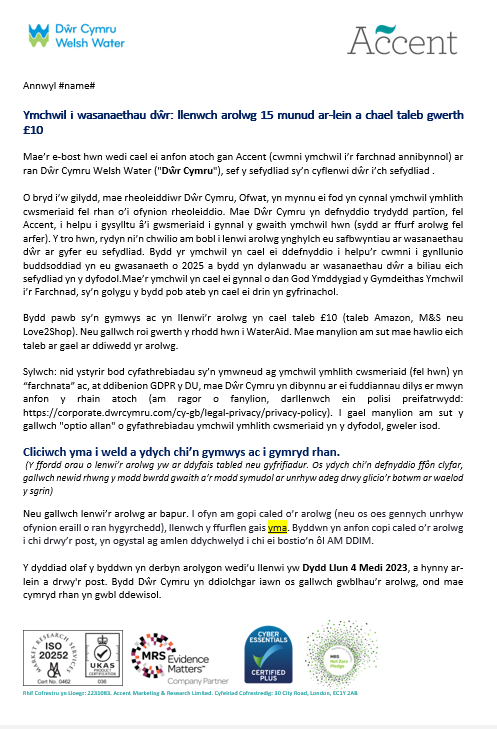 Dŵr Cymru
Welsh Water
Accent
Annwyl #name#
Ymchwil i wasanaethau dŵr: llenwch arolwg 15 munud ar-lein a chael taleb gwerth
£10
Mae'r e-bost hwn wedi cael ei anfon atoch gan Accent (cwmni ymchwil i'r farchnad annibynnol) ar
ran Dŵr Cymru Welsh Water ("Dŵr Cymru"), sef y sefydliad sy'n cyflenwi dŵr i'ch sefydliad .
O bryd i'w gilydd, mae rheoleiddiwr Dŵr Cymru, Ofwat, yn mynnu ei fod yn cynnal ymchwil ymhlith
cwsmeriaid fel rhan o'i ofynion rheoleiddio. Mae Dŵr Cymru yn defnyddio trydydd partïon, fel
Accent, i helpu i gysylltu â'i gwsmeriaid i gynnal y gwaith ymchwil hwn (sydd ar ffurf arolwg fel
arfer). Y tro hwn, rydyn ni'n chwilio am bobl i lenwi arolwg ynghylch eu safbwyntiau ar wasanaethau
dŵr ar gyfer eu sefydliad. Bydd yr ymchwil yn cael ei ddefnyddio i helpu'r cwmni i gynllunio
buddsoddiad yn eu gwasanaeth o 2025 a bydd yn dylanwadu ar wasanaethau dŵr a biliau eich
sefydliad yn y dyfodol.Mae'r ymchwil yn cael ei gynnal o dan God Ymddygiad y Gymdeithas Ymchwil
i'r Farchnad, sy'n golygu y bydd pob ateb yn cael ei drin yn gyfrinachol.
Bydd pawb sy'n gymwys ac yn llenwi'r arolwg yn cael taleb £10 (taleb Amazon, M&S neu
Love2Shop). Neu gallwch roi gwerth y rhodd hwn i WaterAid. Mae manylion am sut mae hawlio eich
taleb ar gael ar ddiwedd yr arolwg.
Sylwch: nid ystyrir bod cyfathrebiadau sy'n ymwneud ag ymchwil ymhlith cwsmeriaid (fel hwn) yn
"farchnata" ac, at ddibenion GDPR y DU, mae Dŵr Cymru yn dibynnu ar ei fuddiannau dilys er mwyn
anfon y rhain atoch (am ragor o fanylion, darllenwch ein polisi preifatrwydd:
https://corporate.dwrcymru.com/cy-gb/legal-privacy/privacy-policy). I gael manylion am sut y
gallwch "optio allan" o gyfathrebiadau ymchwil ymhlith cwsmeriaid yn y dyfodol, gweler isod.
Cliciwch yma i weld a ydych chi'n gymwys ac i gymryd rhan.
(Y ffordd orau o lenwi'r arolwg yw ar ddyfais tabled neu gyfrifiadur. Os ydych chi'n defnyddio ffôn clyfar,
gallwch newid rhwng y modd bwrdd gwaith a'r modd symudol ar unrhyw adeg drwy glicio'r botwm ar waelod
y sgrin)
Neu gallwch lenwi'r arolwg ar bapur. I ofyn am gopi caled o'r arolwg (neu os oes gennych unrhyw
ofynion eraill o ran hygyrchedd), llenwch y ffurflen gais yma. Byddwn yn anfon copi caled o'r arolwg
i chi drwy'r post, yn ogystal ag amlen ddychwelyd i chi ei bostio'n ôl AM DDIM.
Y dyddiad olaf y byddwn yn derbyn arolygon wedi'u llenwi yw Dydd Llun 4 Medi 2023, a hynny ar-
lein a drwy'r post. Bydd Dŵr Cymru yn ddiolchgar iawn os gallwch gwblhau'r arolwg, ond mae
cymryd rhan yn gwbl ddewisol.
MARKET RESEARCH SERVICES
ISO
20252
Cert No. 0462
UKAS
PRODUCT
CERTIFICATION
MRS
Evidence
Matters™
Company Partner
CYBER
ESSENTIALS
CERTIFIED
PLUS
MRS
Net Zero
Pledge
Rhif Cofrestru yn Lloegr: 2231083. Accent Marketing & Research Limited. Cyfeiriad Cofrestredig: 30 City Road, London, EC1Y 2AB